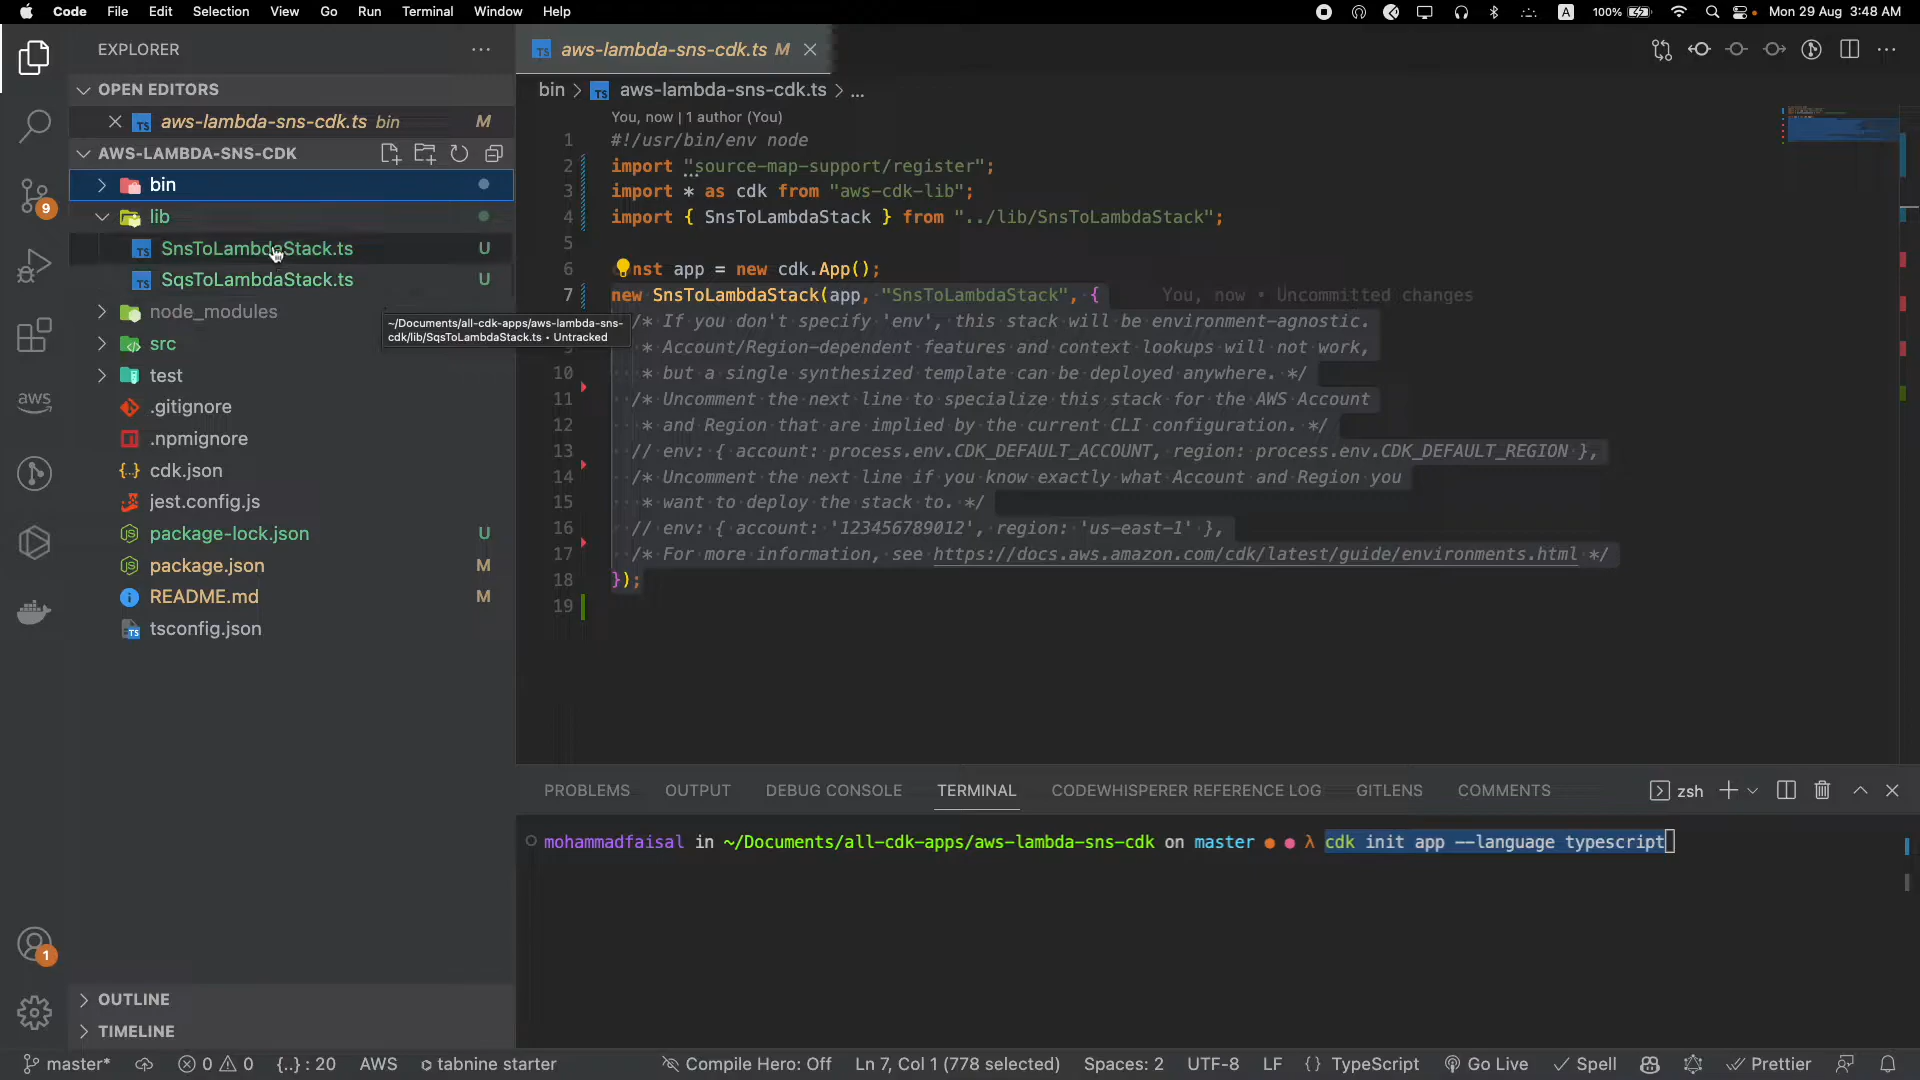 Code File Edit Selection View Go Run Terminal Window Help
A 100% Mon 29 Aug 3:48 AM
EXPLORER
OPEN EDITORS
TS aws-lambda-sns-cdk.ts bin M
AWS-LAMBDA-SNS-CDK
bin
lib
TS SnsToLambdaStack.ts U
TS SqsToLambdaStack.ts U
node_modules
src
test
.gitignore
.npmignore
cdk.json
jest.config.js
package-lock.json U
package.json M
README.md M
tsconfig.json
OUTLINE
TIMELINE
9
aws
1
TS aws-lambda-sns-cdk.ts M
bin > TS aws-lambda-sns-cdk.ts > ...
You, now | 1 author (You)
1 #!/usr/bin/env node
2 import "source-map-support/register";
3 import * as cdk from "aws-cdk-lib";
4 import { SnsToLambdaStack } from "../lib/SnsToLambdaStack";
5
6 nst app = new cdk.App();
7 new SnsToLambdaStack(app, "SnsToLambdaStack", { You, now • Uncommitted changes
/* If you don't specify 'env', this stack will be environment-agnostic.
* Account/Region-dependent features and context lookups will not work,
10 * but a single synthesized template can be deployed anywhere. */
11 /* Uncomment the next line to specialize this stack for the AWS Account
12 * and Region that are implied by the current CLI configuration. */
13 // env: { account: process.env.CDK_DEFAULT_ACCOUNT, region: process.env.CDK_DEFAULT_REGION },
14 /* Uncomment the next line if you know exactly what Account and Region you
15 * want to deploy the stack to. */
16 // env: { account: '123456789012', region: 'us-east-1' },
17 /* For more information, see https://docs.aws.amazon.com/cdk/latest/guide/environments.html */
18 });
19
~/Documents/all-cdk-apps/aws-lambda-sns-
cdk/lib/SqsToLambdaStack.ts • Untracked
PROBLEMS OUTPUT DEBUG CONSOLE TERMINAL CODEWHISPERER REFERENCE LOG GITLENS COMMENTS zsh
mohammadfaisal in ~/Documents/all-cdk-apps/aws-lambda-sns-cdk on master λ cdk init app --language typescript
master* 0 0 {..} : 20 AWS tabnine starter Compile Hero: Off Ln 7, Col 1 (778 selected) Spaces: 2 UTF-8 LF {} TypeScript Go Live Spell Prettier